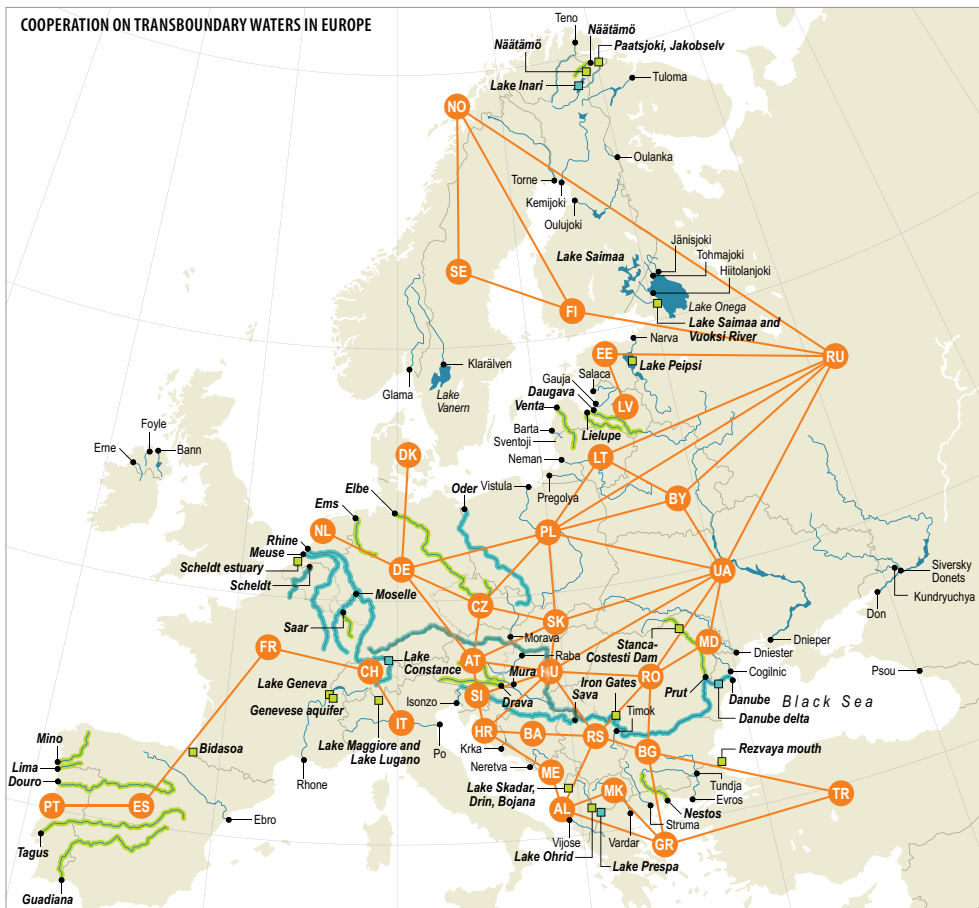 COOPERATION ON TRANSBOUNDARY WATERS IN EUROPE
Teno
Näätämö
Näätämö
Paatsjoki, Jakobselv
Lake Inari
Tuloma
NO
Oulanka
Torne
Kemijoki
Oulujoki
Jänisjoki
Tohmajoki
Hiitolanjoki
Lake Saimaa
SE
Lake Onega
FI
Lake Saimaa and
Vuoksi River
Narva
EE
RU
Lake Peipsi
Klarälven
Salaca
Gauja
Glama
Lake
Vanern
Daugava
Venta
LV
Lielupe
Foyle
Barta
Sventoji
Erne
Bann
DK
LT
Neman
Elbe
Oder
Vistula
Pregolya
BY
Ems
NL
PL
Rhine
Meuse
Scheldt estuary
DE
UA
Siversky
Donets
Scheldt
Kundryuchya
Moselle
CZ
Don
SK
Saar
Morava
Stanca-
Costesti Dam
MD
Dnieper
FR
Raba
Dniester
AT
Lake
Constance
CH
HU
Cogilnic
Psou
Mura
RO
Iron Gates
Prut
Danube
Black Sea
Lake Geneva
SI
Drava
Sava
Genevese aquifer
Isonzo
Danube delta
IT
Timok
HR
BA
RS
Mino
Lake Maggiore and
Lake Lugano
Po
Krka
BG
Rezvaya mouth
Bidasoa
Lima
Neretva
ME
Douro
Rhone
Lake Skadar,
Drin, Bojana
MK
Tundja
TR
PT
ES
Evros
Nestos
AL
Struma
Ebro
Vijose
Vardar
GR
Tagus
Lake Ohrid
Lake Prespa
Guadiana